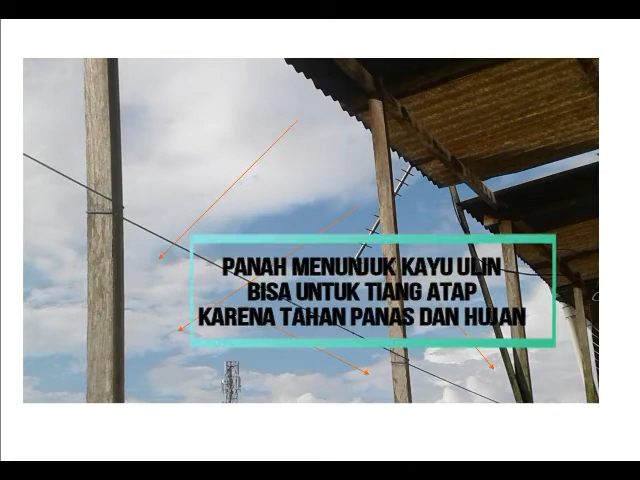 PANAH MENUNJUK KAYU ULIN
BISA UNTUK TIANG ATAP
KARENA TAHAN PANAS DAN HUJAN